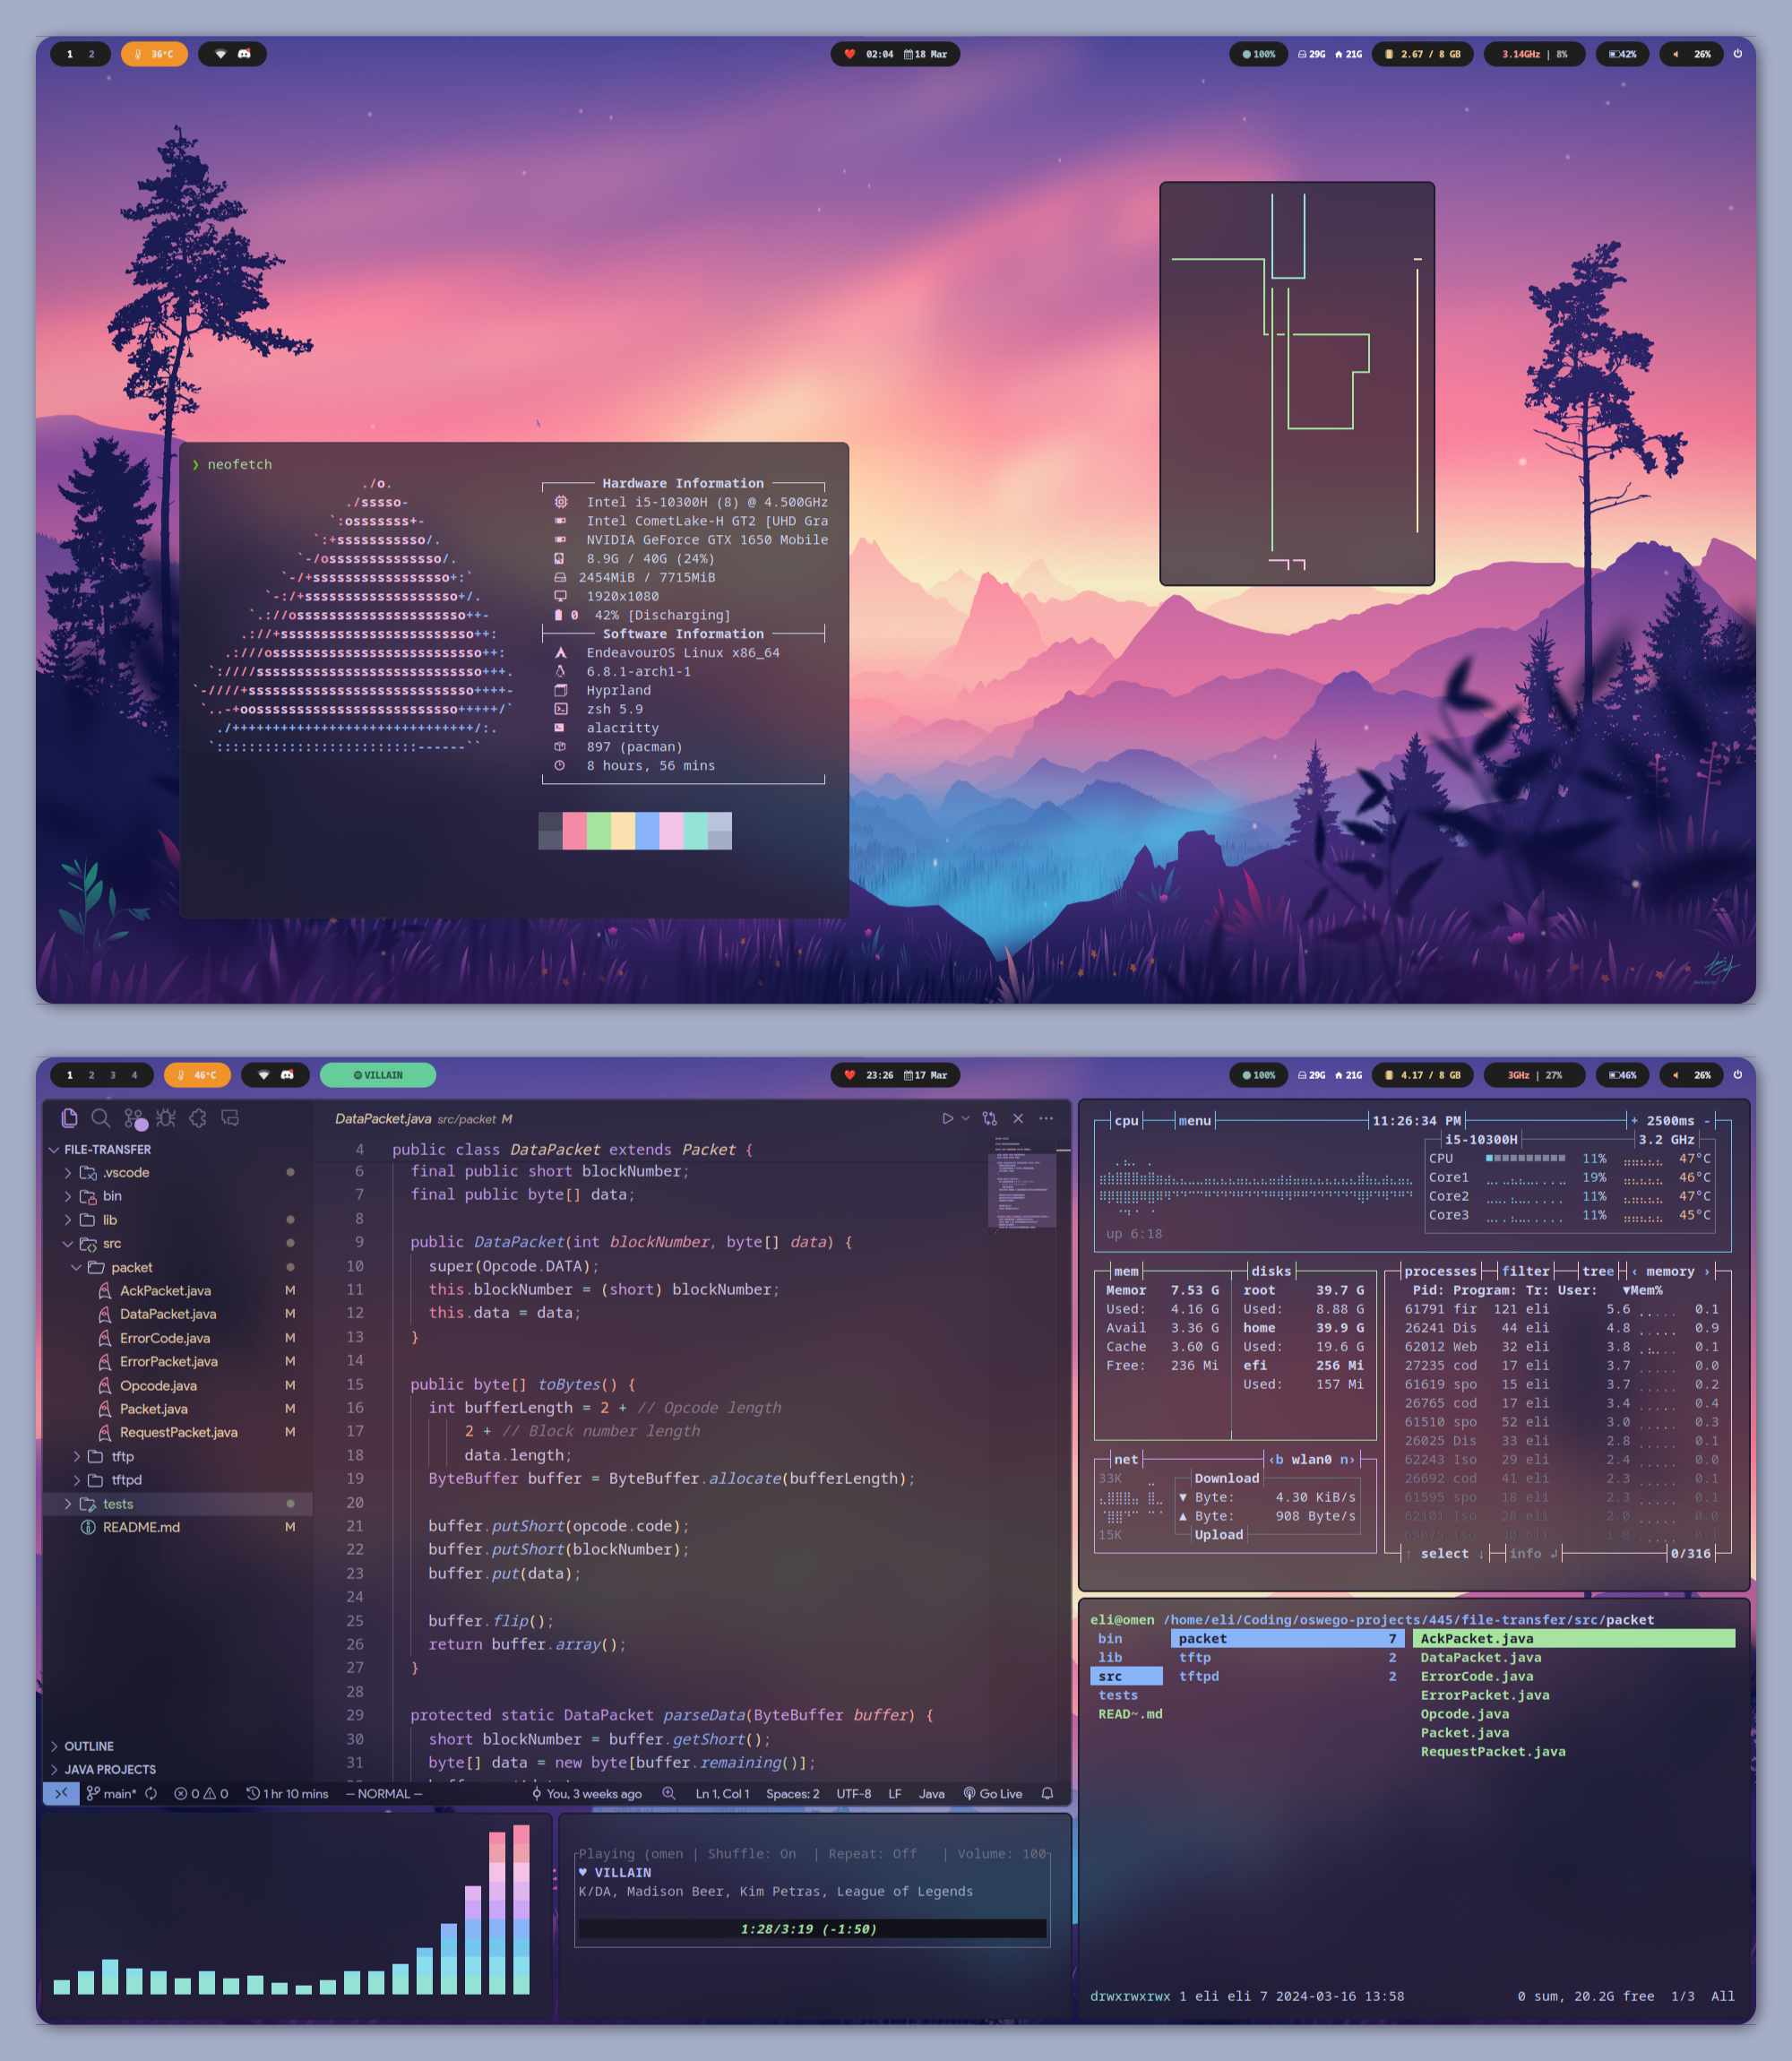 1 2
36°C
02:04 18 Mar
100%
29G 21G
2.67 / 8 GB
3.14GHz | 8%
42%
26%
❯ neofetch
./o.
./sssso-
`:osssssss+-
`:+sssssssssso/.
`-/ossssssssssssso/.
`-/+sssssssssssssssso+:`
`-:/+sssssssssssssssssso+/.
`.://osssssssssssssssssssso++-
.://+ssssssssssssssssssssssso++:
.:///ossssssssssssssssssssssssso++:
`:////ssssssssssssssssssssssssssso+++.
`-////+ssssssssssssssssssssssssssso++++-
`..-+oosssssssssssssssssssssssso+++++/`
./++++++++++++++++++++++++++++++/:.
`:::::::::::::::::::::::::------``
Hardware Information
Intel i5-10300H (8) @ 4.500GHz
Intel CometLake-H GT2 [UHD Gra
NVIDIA GeForce GTX 1650 Mobile
8.9G / 40G (24%)
2454MiB / 7715MiB
1920x1080
0 42% [Discharging]
Software Information
EndeavourOS Linux x86_64
6.8.1-arch1-1
Hyprland
zsh 5.9
alacritty
897 (pacman)
8 hours, 56 mins
1 2 3 4
46°C
VILLAIN
23:26 17 Mar
100%
29G 21G
4.17 / 8 GB
3GHz | 27%
46%
26%
FILE-TRANSFER
.vscode
bin
lib
src
packet
AckPacket.java M
DataPacket.java M
ErrorCode.java M
ErrorPacket.java M
Opcode.java M
Packet.java M
RequestPacket.java M
tftp
tftpd
tests
README.md M
OUTLINE
JAVA PROJECTS
DataPacket.java src/packet M
4 public class DataPacket extends Packet {
6 final public short blockNumber;
7 final public byte[] data;
8
9 public DataPacket(int blockNumber, byte[] data) {
10 super(Opcode.DATA);
11 this.blockNumber = (short) blockNumber;
12 this.data = data;
13 }
14
15 public byte[] toBytes() {
16 int bufferLength = 2 + // Opcode length
17 2 + // Block number length
18 data.length;
19 ByteBuffer buffer = ByteBuffer.allocate(bufferLength);
20
21 buffer.putShort(opcode.code);
22 buffer.putShort(blockNumber);
23 buffer.put(data);
24
25 buffer.flip();
26 return buffer.array();
27 }
28
29 protected static DataPacket parseData(ByteBuffer buffer) {
30 short blockNumber = buffer.getShort();
31 byte[] data = new byte[buffer.remaining()];
main* 0 0 1 hr 10 mins -- NORMAL -- You, 3 weeks ago Ln 1, Col 1 Spaces: 2 UTF-8 LF Java Go Live
Playing (omen | Shuffle: On | Repeat: Off | Volume: 100
♥ VILLAIN
K/DA, Madison Beer, Kim Petras, League of Legends
1:28/3:19 (-1:50)
cpu menu 11:26:34 PM + 2500ms -
i5-10300H 3.2 GHz
CPU 11% 47°C
Core1 19% 46°C
Core2 11% 47°C
Core3 11% 45°C
up 6:18
mem
Memor 7.53 G
Used: 4.16 G
Avail 3.36 G
Cache 3.60 G
Free: 236 Mi
disks
root 39.7 G
Used: 8.88 G
home 39.9 G
Used: 19.6 G
efi 256 Mi
Used: 157 Mi
net ‹b wlan0 n›
33K
Download
▼ Byte: 4.30 KiB/s
▲ Byte: 908 Byte/s
15K
Upload
processes filter tree ‹ memory ›
Pid: Program: Tr: User: ▼Mem%
61791 fir 121 eli 5.6 0.1
26241 Dis 44 eli 4.8 0.9
62012 Web 32 eli 3.8 0.1
27235 cod 17 eli 3.7 0.0
61619 spo 15 eli 3.7 0.2
26765 cod 17 eli 3.4 0.4
61510 spo 52 eli 3.0 0.3
26025 Dis 33 eli 2.8 0.1
62243 Iso 29 eli 2.4 0.0
26692 cod 41 eli 2.3 0.1
61595 spo 18 eli 2.3 0.1
62101 Iso 28 eli 2.0 0.0
↑ select ↓ info ↲ 0/316
eli@omen /home/eli/Coding/oswego-projects/445/file-transfer/src/packet
bin
lib
src
tests
READ~.md
packet 7
tftp 2
tftpd 2
AckPacket.java
DataPacket.java
ErrorCode.java
ErrorPacket.java
Opcode.java
Packet.java
RequestPacket.java
drwxrwxrwx 1 eli eli 7 2024-03-16 13:58 0 sum, 20.2G free 1/3 All